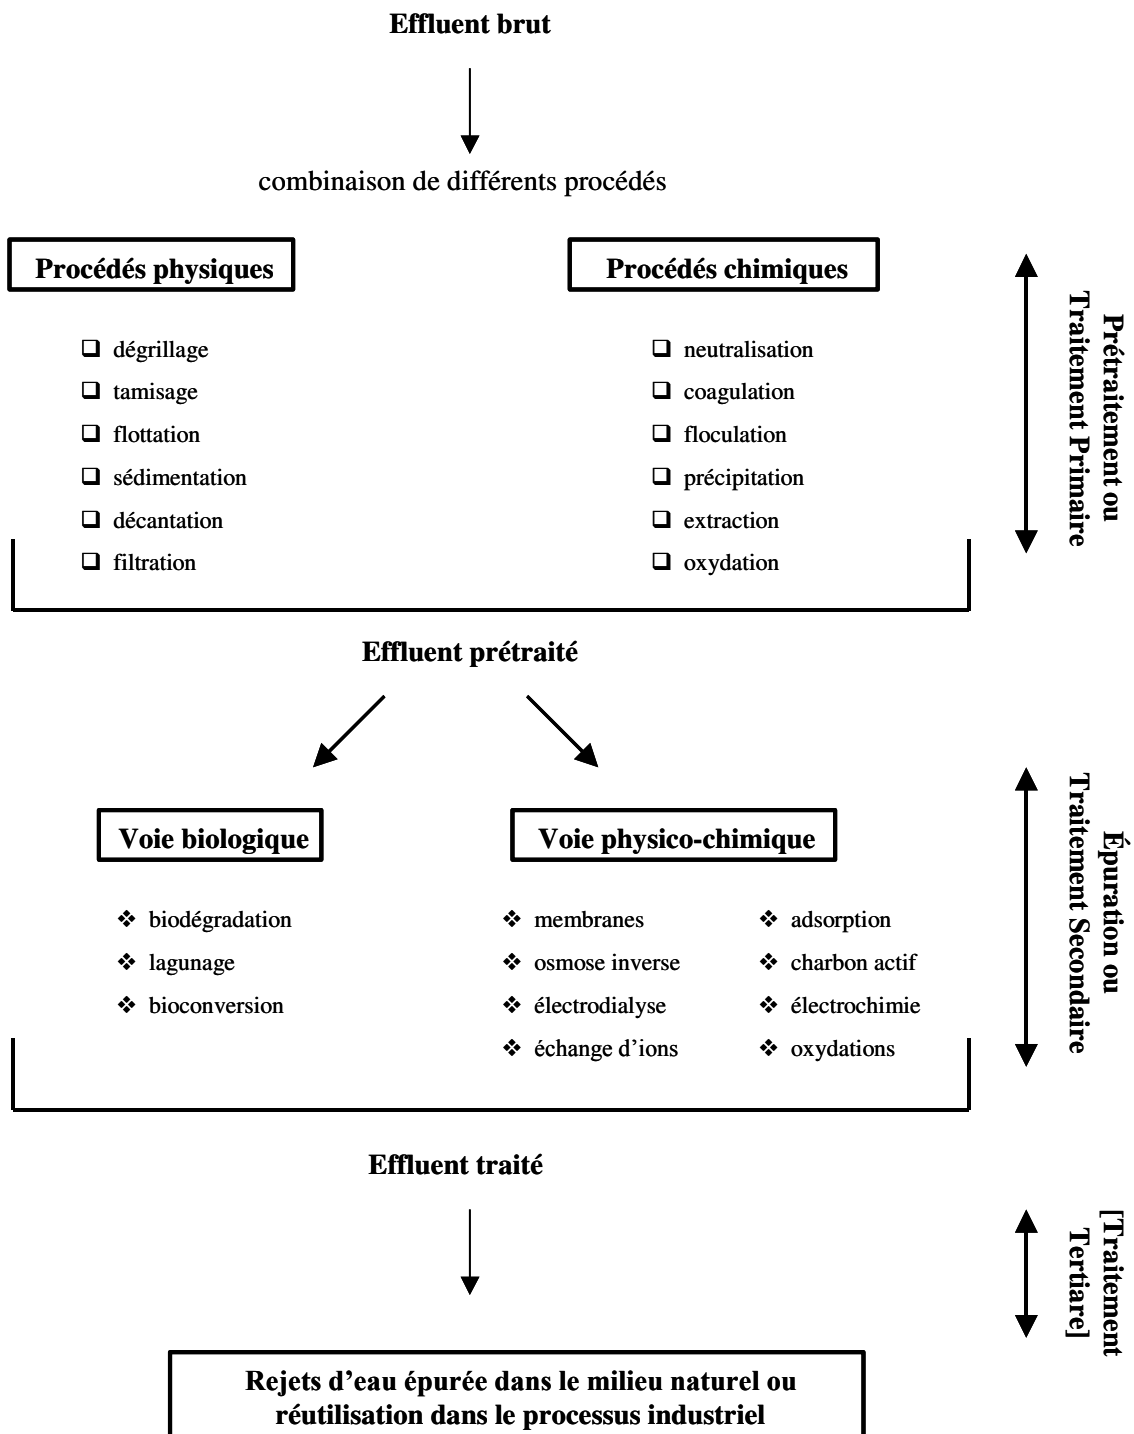 Effluent brut
combinaison de différents procédés
Procédés physiques
dégrillage
tamisage
flottation
sédimentation
décantation
filtration
Procédés chimiques
neutralisation
coagulation
floculation
précipitation
extraction
oxydation
Prétraitement ou
Traitement Primaire
Effluent prétraité
Voie biologique
biodégradation
lagunage
bioconversion
Voie physico-chimique
membranes
osmose inverse
électrodialyse
échange d’ions
adsorption
charbon actif
électrochimie
oxydations
Épuration ou
Traitement Secondaire
Effluent traité
[Traitement
Tertiare]
Rejets d’eau épurée dans le milieu naturel ou
réutilisation dans le processus industriel